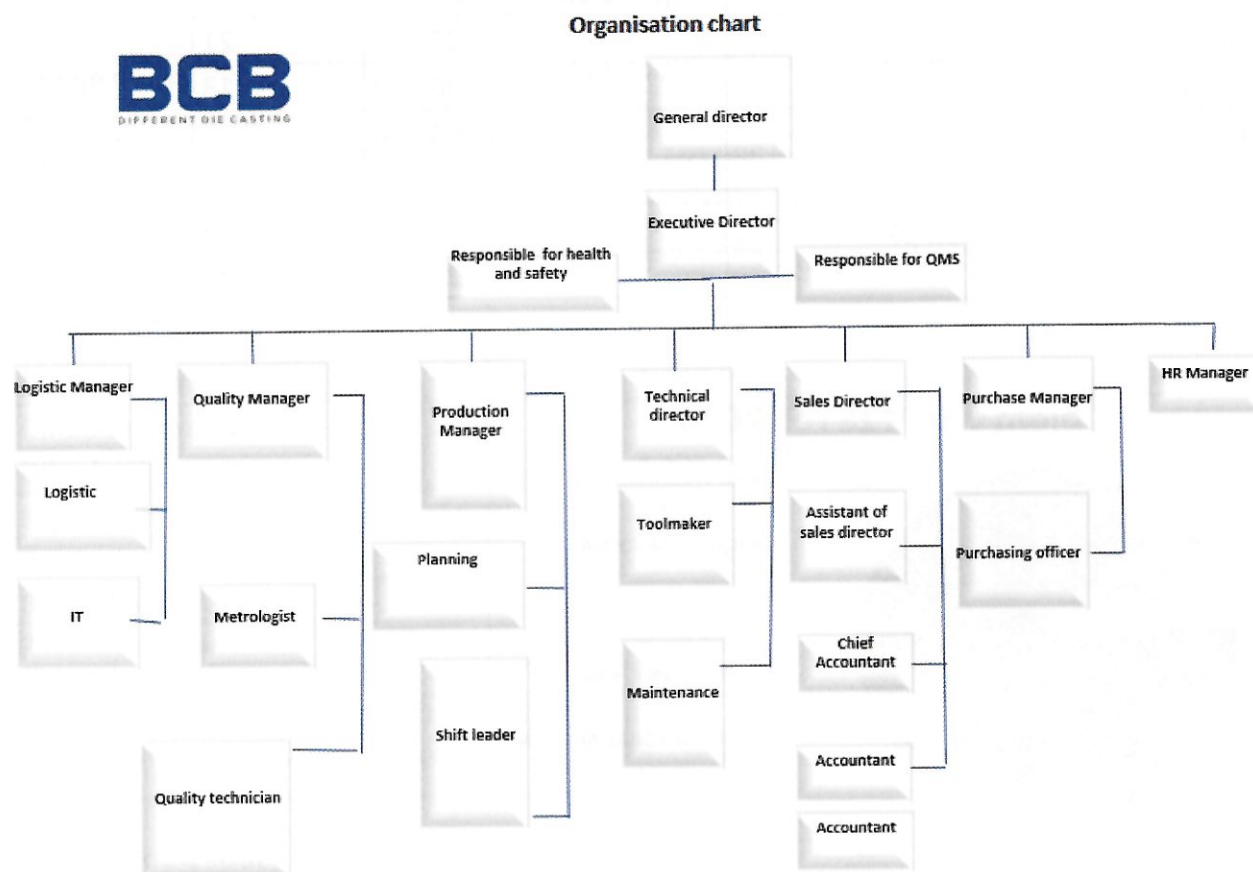 Organisation chart
BCB
DIFFERENT DIE CASTING
General director
Executive Director
Responsible for health
and safety
Responsible for QMS
Logistic Manager
Quality Manager
Production
Manager
Technical
director
Sales Director
Purchase Manager
HR Manager
Logistic
Toolmaker
Assistant of
sales director
Purchasing officer
Planning
IT
Metrologist
Chief
Accountant
Maintenance
Shift leader
Accountant
Quality technician
Accountant